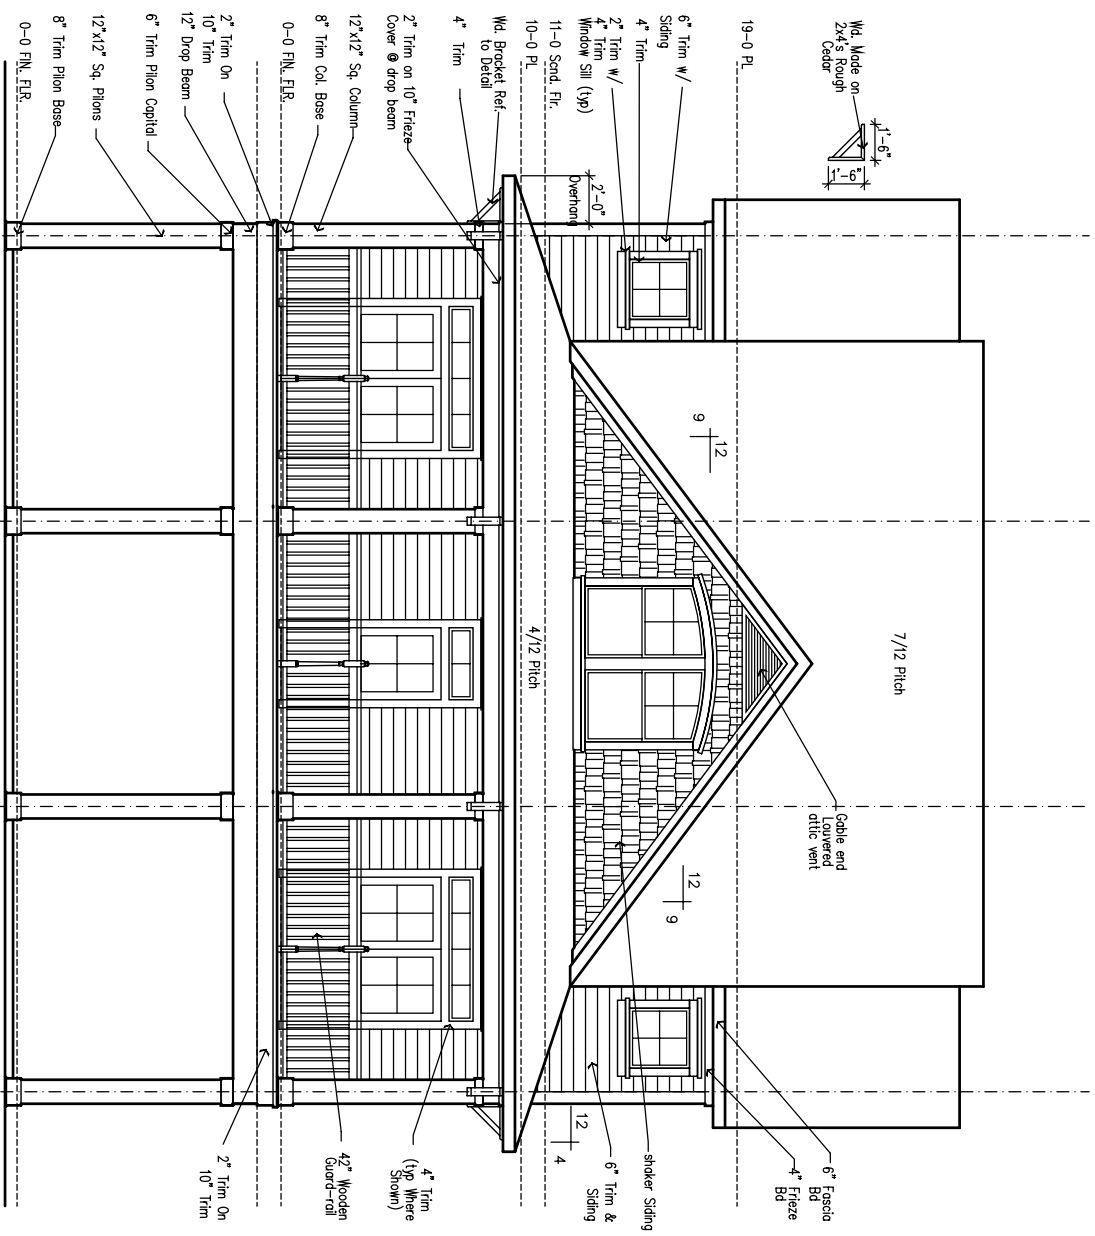 Wd. Made on
2x4's Rough
Cedar
1'-6"
1'-6"
19-0 PL
6" Trim w/
Siding
4" Trim
2" Trim w/
4" Trim
Window Sill (typ)
11-0 Scnd. Flr.
10-0 PL
Wd. Bracket Ref.
to Detail
4" Trim
2" Trim on 10" Frieze
Cover @ drop beam
12"x12" Sq. Column
8" Trim Col. Base
0-0 FIN. FLR.
2" Trim On
10" Trim
12" Drop Beam
6" Trim Pilon Capital
12"x12" Sq. Pilons
8" Trim Pilon Base
0-0 FIN. FLR.
2'-0"
Overhang
9
12
7/12 Pitch
4/12 Pitch
Gable end
Louvered
attic vent
12
9
6" Fascia
Bd
4" Frieze
Bd
shaker Siding
6" Trim &
Siding
12
4
4" Trim
(typ Where
Shown)
42" Wooden
Guard-rail
2" Trim On
10" Trim